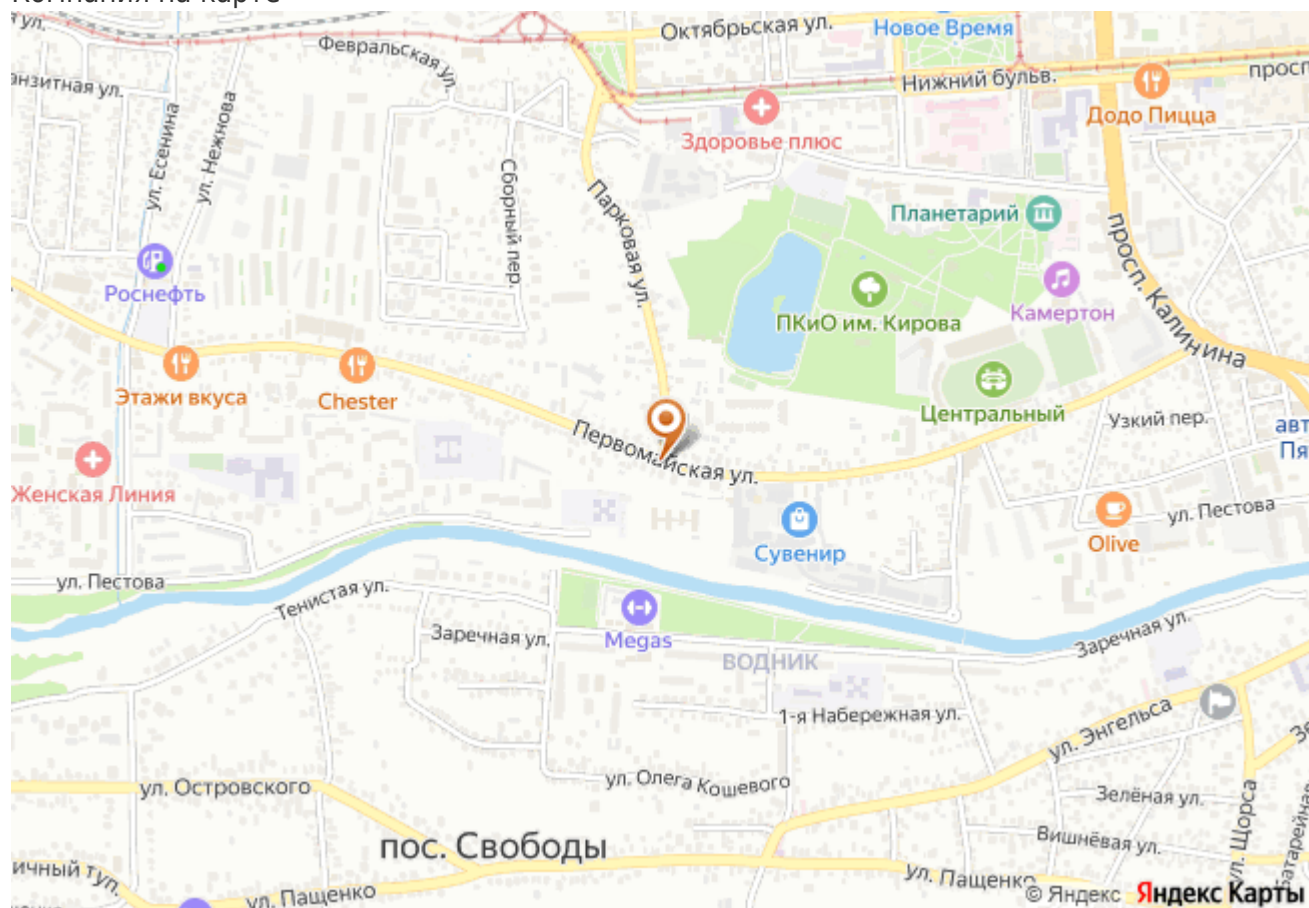 Компания на карте
Октябрьская ул.
Новое Время
Февральская ул.
Нижний бульв.
Додо Пицца
Здоровье плюс
ул. Есенина
ул. Нежнова
Сборный пер.
Парковая ул.
Планетарий
просп. Калинина
Роснефть
ПКиО им. Кирова
Камертон
Этажи вкуса
Chester
Центральный
Узкий пер.
Первомайская ул.
Женская Линия
ул. Пестова
Сувенир
Olive
ул. Пестова
Тенистая ул.
Заречная ул.
Megas
ВОДНИК
Заречная ул.
1-я Набережная ул.
ул. Энгельса
ул. Островского
ул. Олега Кошевого
Зелёная ул.
ул. Щорса
пос. Свободы
Вишнёвая ул.
ул. Пащенко
ул. Пащенко
© Яндекс Яндекс Карты